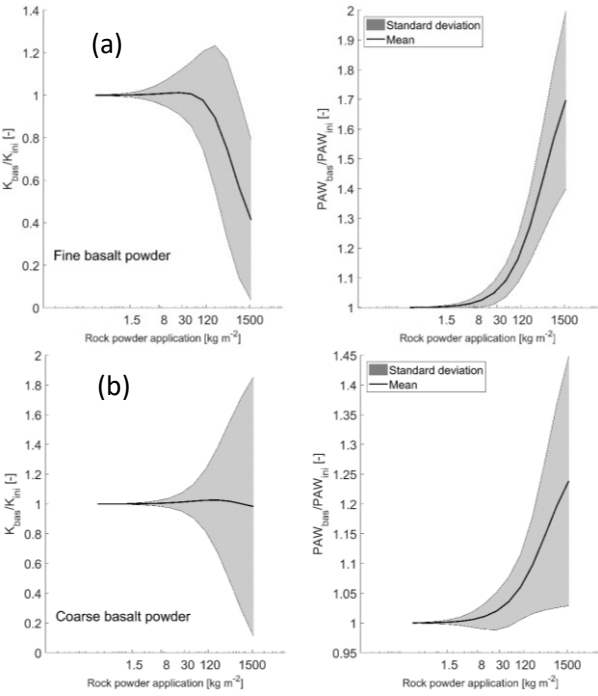 (a)
1.4
1.2
1
0.8
0.6
0.4
0.2
0
K_bas/K_ini [-]
Fine basalt powder
1.5 8 30 120 1500
Rock powder application [kg m⁻²]
Standard deviation
Mean
2
1.9
1.8
1.7
1.6
1.5
1.4
1.3
1.2
1.1
1
PAW_bas/PAW_ini [-]
1.5 8 30 120 1500
Rock powder application [kg m⁻²]
(b)
2
1.8
1.6
1.4
1.2
1
0.8
0.6
0.4
0.2
0
K_bas/K_ini [-]
Coarse basalt powder
1.5 8 30 120 1500
Rock powder application [kg m⁻²]
Standard deviation
Mean
1.45
1.4
1.35
1.3
1.25
1.2
1.15
1.1
1.05
1
0.95
PAW_bas/PAW_ini [-]
1.5 8 30 120 1500
Rock powder application [kg m⁻²]